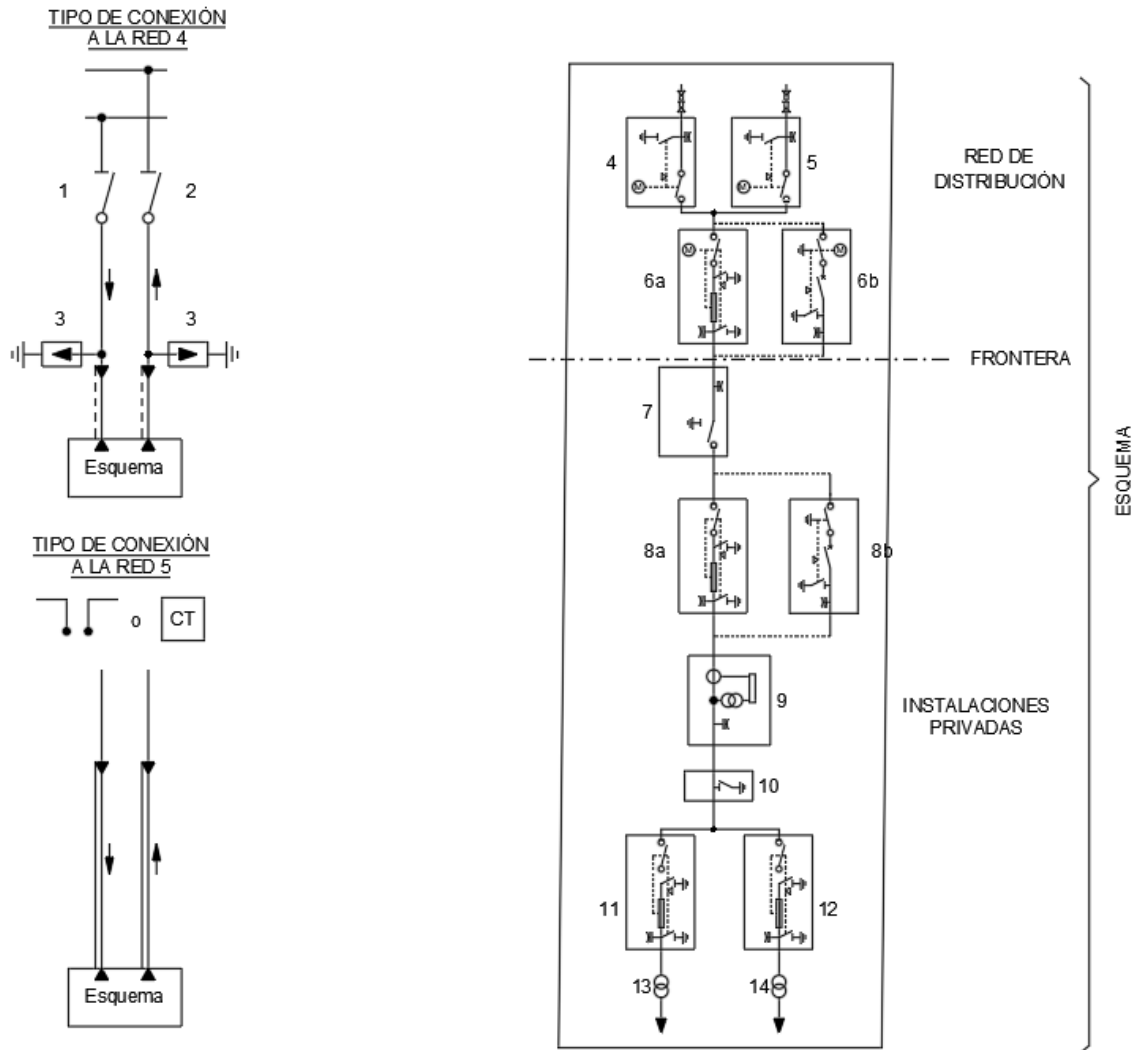 TIPO DE CONEXIÓN
A LA RED 4
1
2
3
3
Esquema
TIPO DE CONEXIÓN
A LA RED 5
o
CT
Esquema
4
5
RED DE
DISTRIBUCIÓN
M
M
6a
M
M
6b
FRONTERA
7
ESQUEMA
8a
8b
9
INSTALACIONES
PRIVADAS
10
11
12
13
14